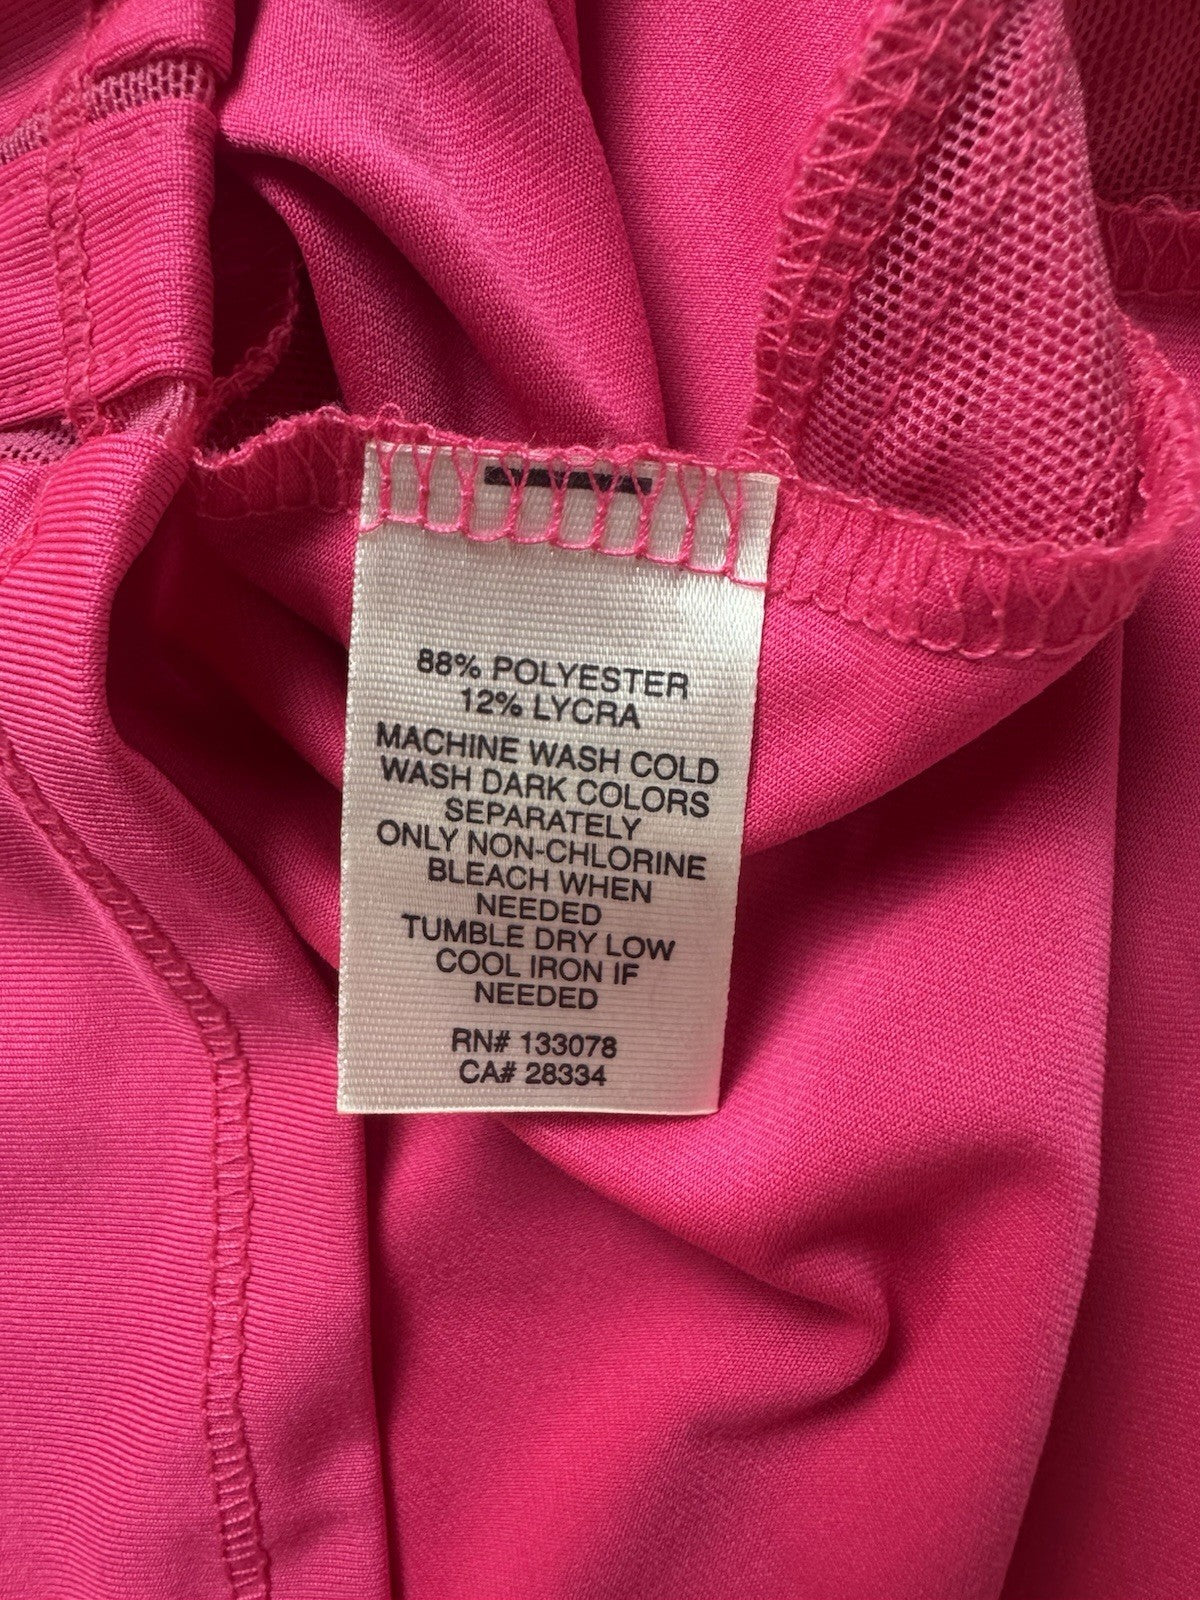 88% POLYESTER
12% LYCRA
MACHINE WASH COLD
WASH DARK COLORS
SEPARATELY
ONLY NON-CHLORINE
BLEACH WHEN
NEEDED
TUMBLE DRY LOW
COOL IRON IF
NEEDED
RN# 133078
CA# 28334